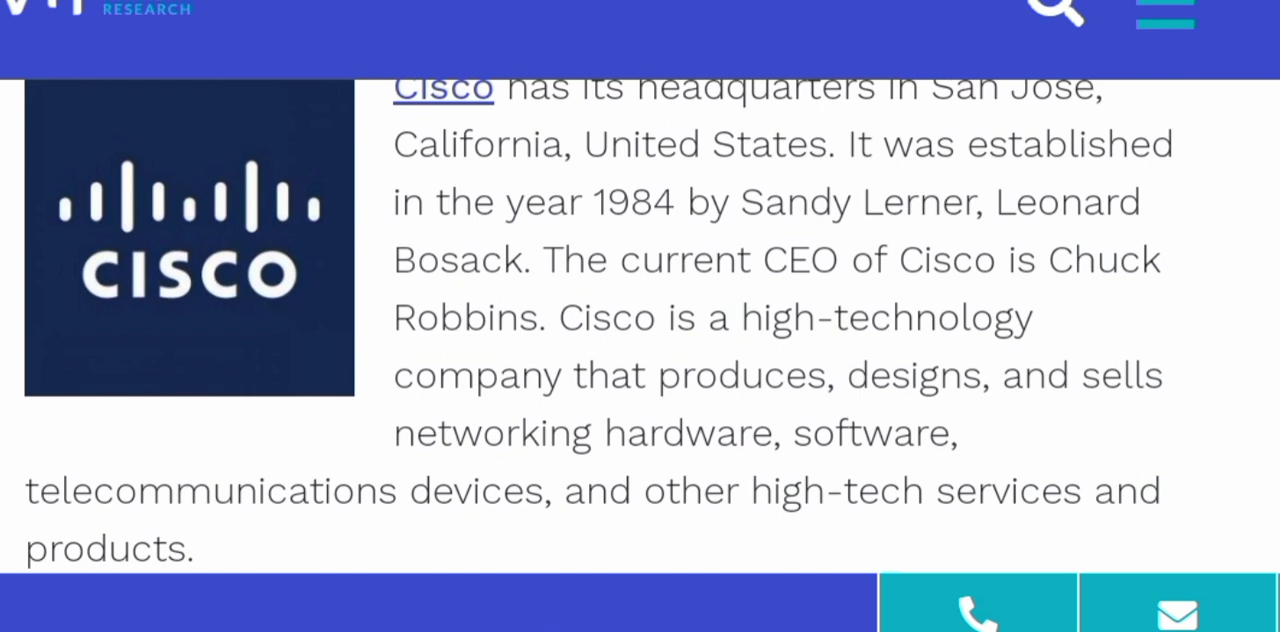 RESEARCH
Cisco has its headquarters in San Jose,
California, United States. It was established
in the year 1984 by Sandy Lerner, Leonard
Bosack. The current CEO of Cisco is Chuck
Robbins. Cisco is a high-technology
company that produces, designs, and sells
networking hardware, software,
telecommunications devices, and other high-tech services and
products.
CISCO